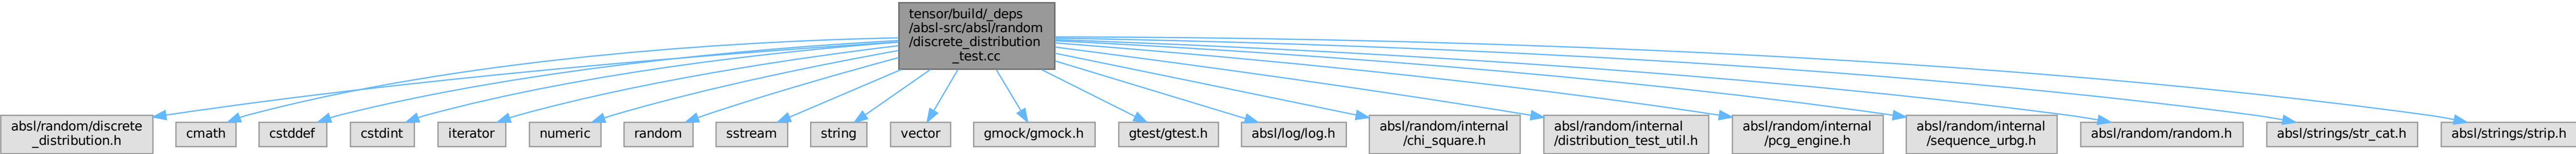 tensor/build/_deps
/absl-src/absl/random
/discrete_distribution
_test.cc
absl/random/discrete
_distribution.h
cmath
cstddef
cstdint
iterator
numeric
random
sstream
string
vector
gmock/gmock.h
gtest/gtest.h
absl/log/log.h
absl/random/internal
/chi_square.h
absl/random/internal
/distribution_test_util.h
absl/random/internal
/pcg_engine.h
absl/random/internal
/sequence_urbg.h
absl/random/random.h
absl/strings/str_cat.h
absl/strings/strip.h